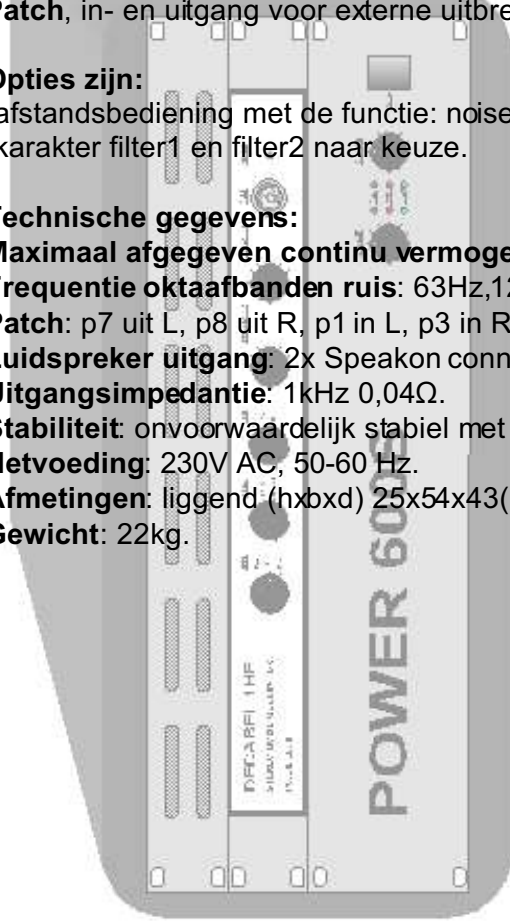 Patch, in- en uitgang voor externe uitbre
Opties zijn:
afstandsbediening met de functie: noise
karakter filter1 en filter2 naar keuze.
Technische gegevens:
Maximaal afgegeven continu vermoge
Frequentie oktaafbanden ruis: 63Hz,12
Patch: p7 uit L, p8 uit R, p1 in L, p3 in R
Luidspreker uitgang: 2x Speakon conn
Uitgangsimpedantie: 1kHz 0,04Ω.
Stabiliteit: onvoorwaardelijk stabiel met
Netvoeding: 230V AC, 50-60 Hz.
Afmetingen: liggend (hxbxd) 25x54x43(
Gewicht: 22kg.
POWER 600S